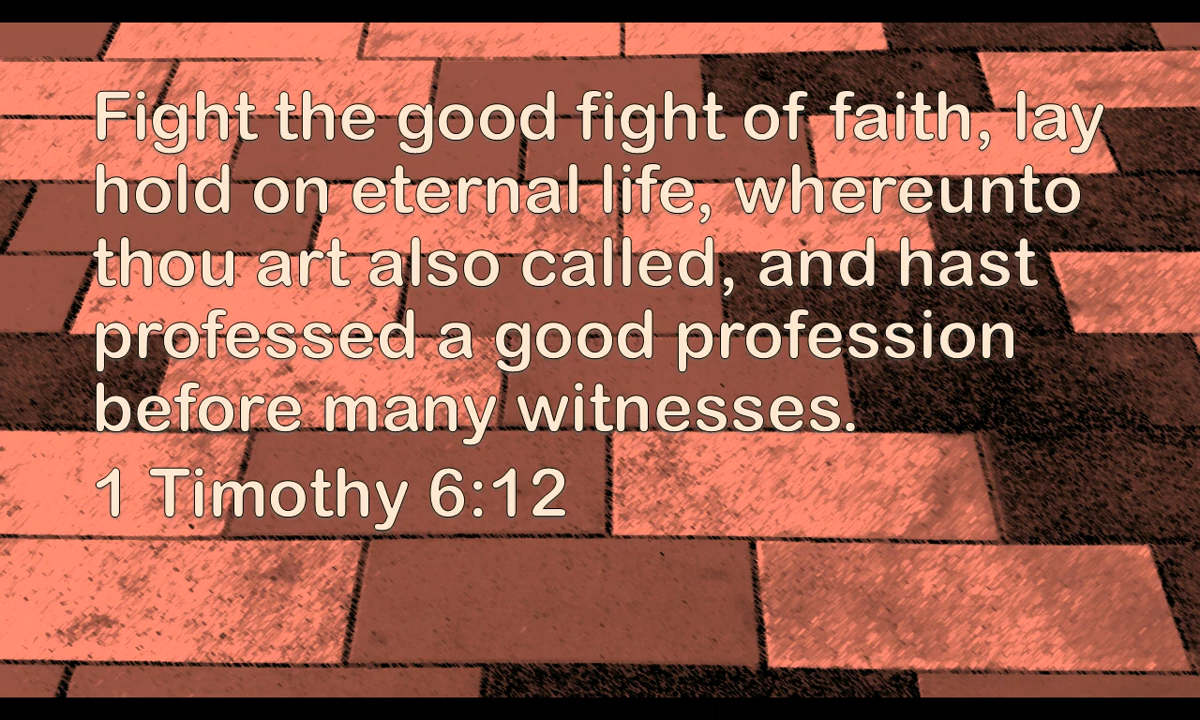 Fight the good fight of faith, lay
hold on eternal life, whereunto
thou art also called, and hast
professed a good profession
before many witnesses.
1 Timothy 6:12